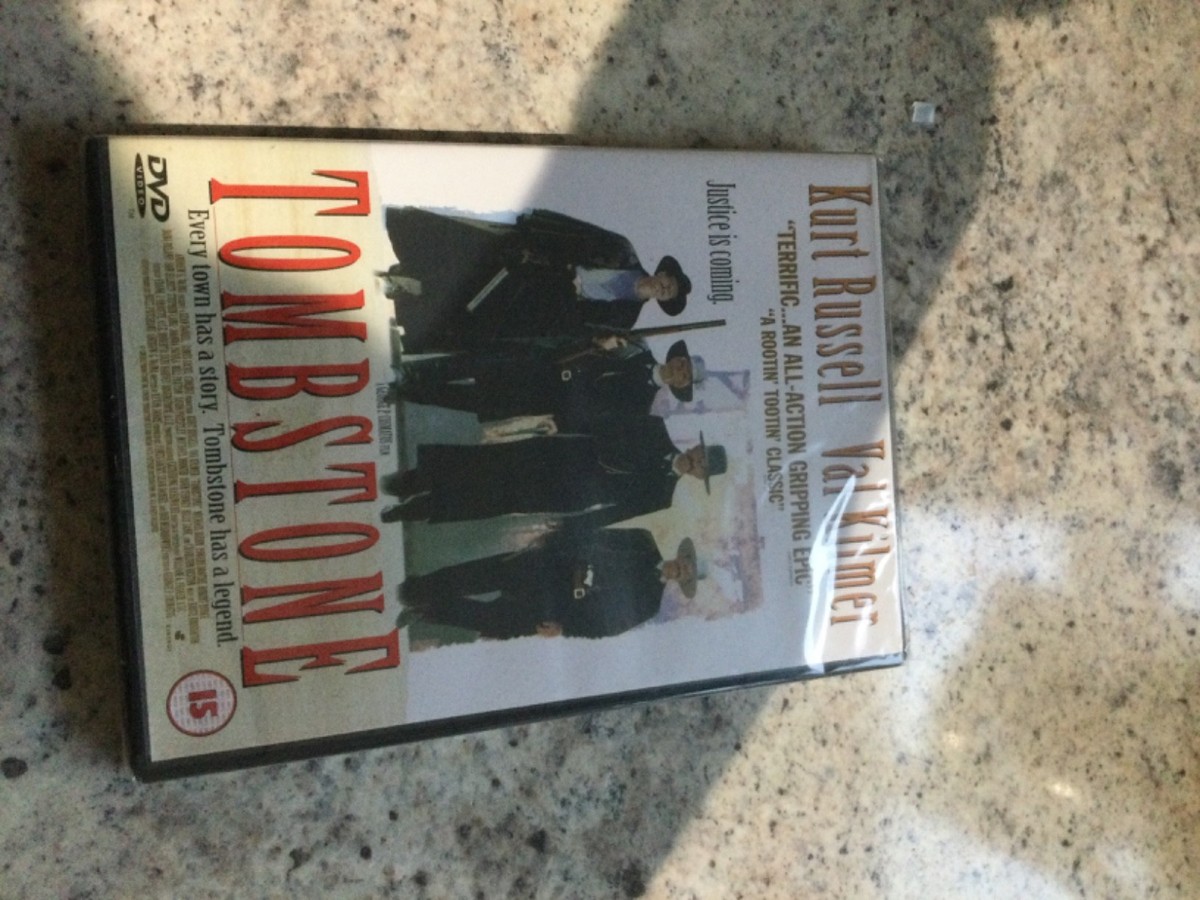 Kurt Russell Val Kilmer
"TERRIFIC...AN ALL-ACTION GRIPPING EPIC"
"A ROOTIN' TOOTIN' CLASSIC"
Justice is coming.
TOMBSTONE
Every town has a story. Tombstone has a legend.
DVD
VIDEO
15